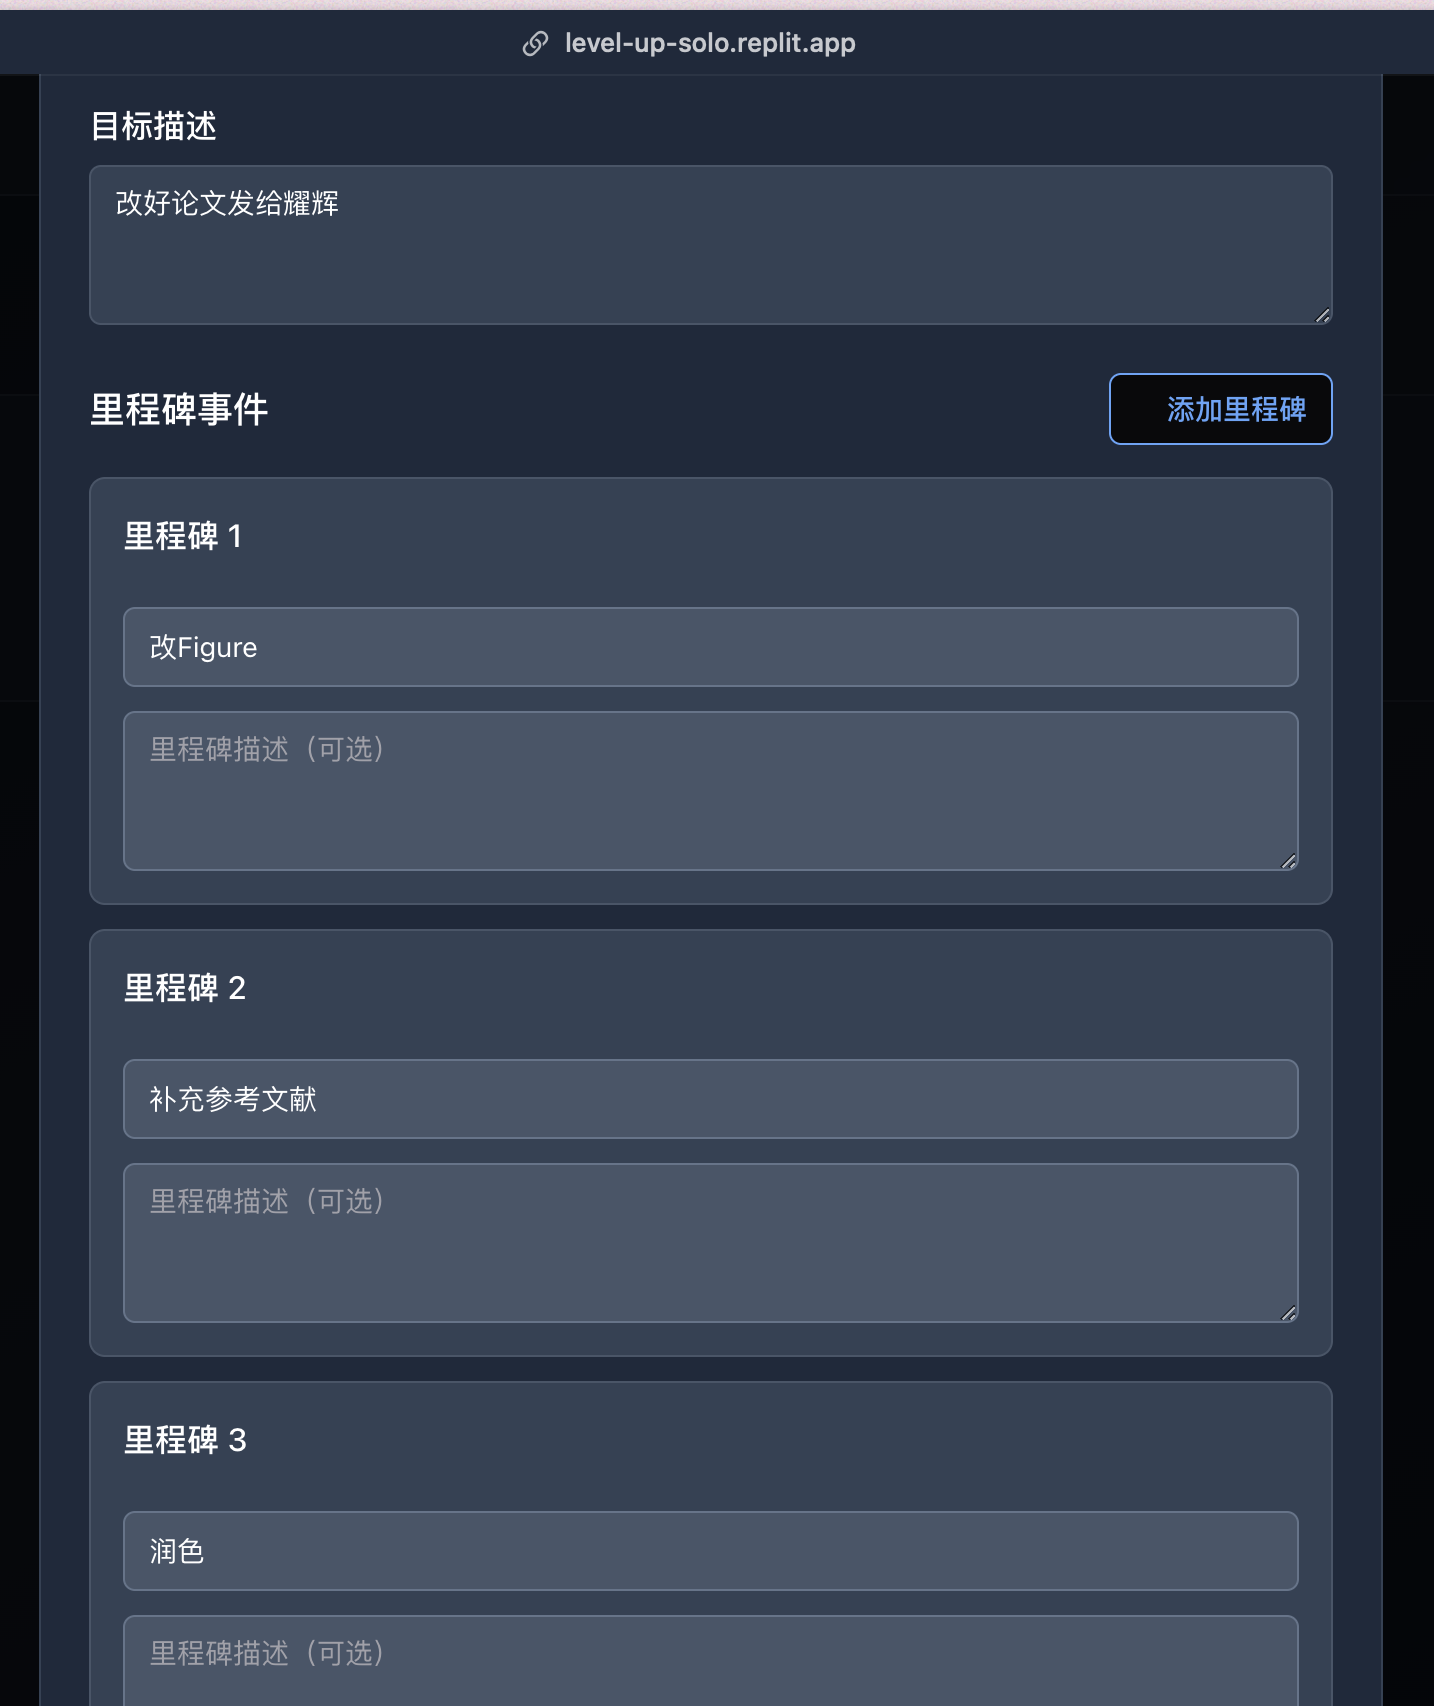 level-up-solo.replit.app
目标描述
改好论文发给耀辉
里程碑事件
添加里程碑
里程碑 1
改Figure
里程碑描述（可选）
里程碑 2
补充参考文献
里程碑描述（可选）
里程碑 3
润色
里程碑描述（可选）